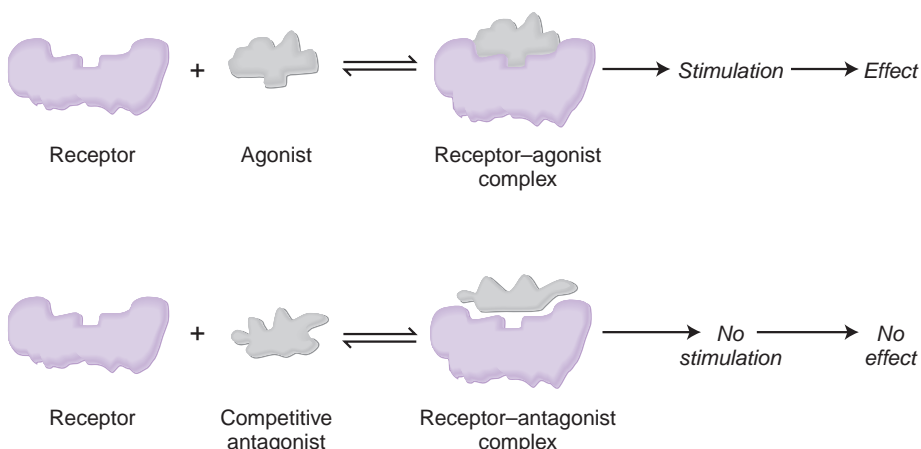 +
Stimulation
Effect
Receptor
Agonist
Receptor–agonist
complex
+
No
stimulation
No
effect
Receptor
Competitive
antagonist
Receptor–antagonist
complex